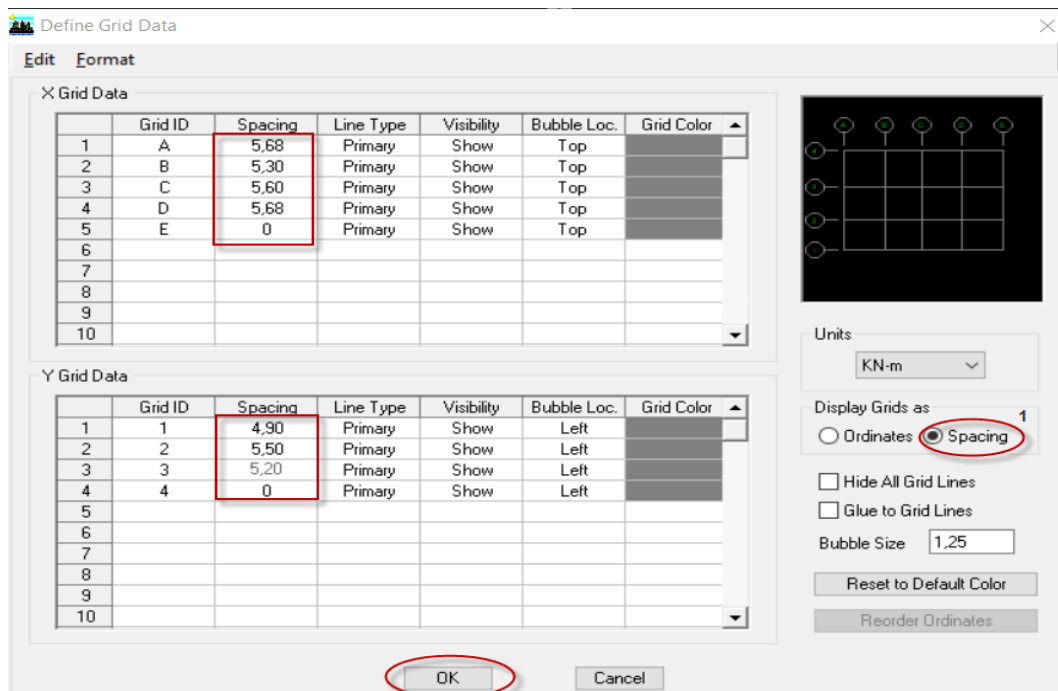 Define Grid Data
Edit Format
X Grid Data
Grid ID Spacing Line Type Visibility Bubble Loc. Grid Color
1 A 5,68 Primary Show Top
2 B 5,30 Primary Show Top
3 C 5,60 Primary Show Top
4 D 5,68 Primary Show Top
5 E 0 Primary Show Top
6
7
8
9
10
A B C D E
4
3
2
1
Units
KN-m
Y Grid Data
Grid ID Spacing Line Type Visibility Bubble Loc. Grid Color
1 1 4,90 Primary Show Left
2 2 5,50 Primary Show Left
3 3 5,20 Primary Show Left
4 4 0 Primary Show Left
5
6
7
8
9
10
Display Grids as
1
Ordinates Spacing
Hide All Grid Lines
Glue to Grid Lines
Bubble Size 1,25
Reset to Default Color
Reorder Ordinates
OK Cancel